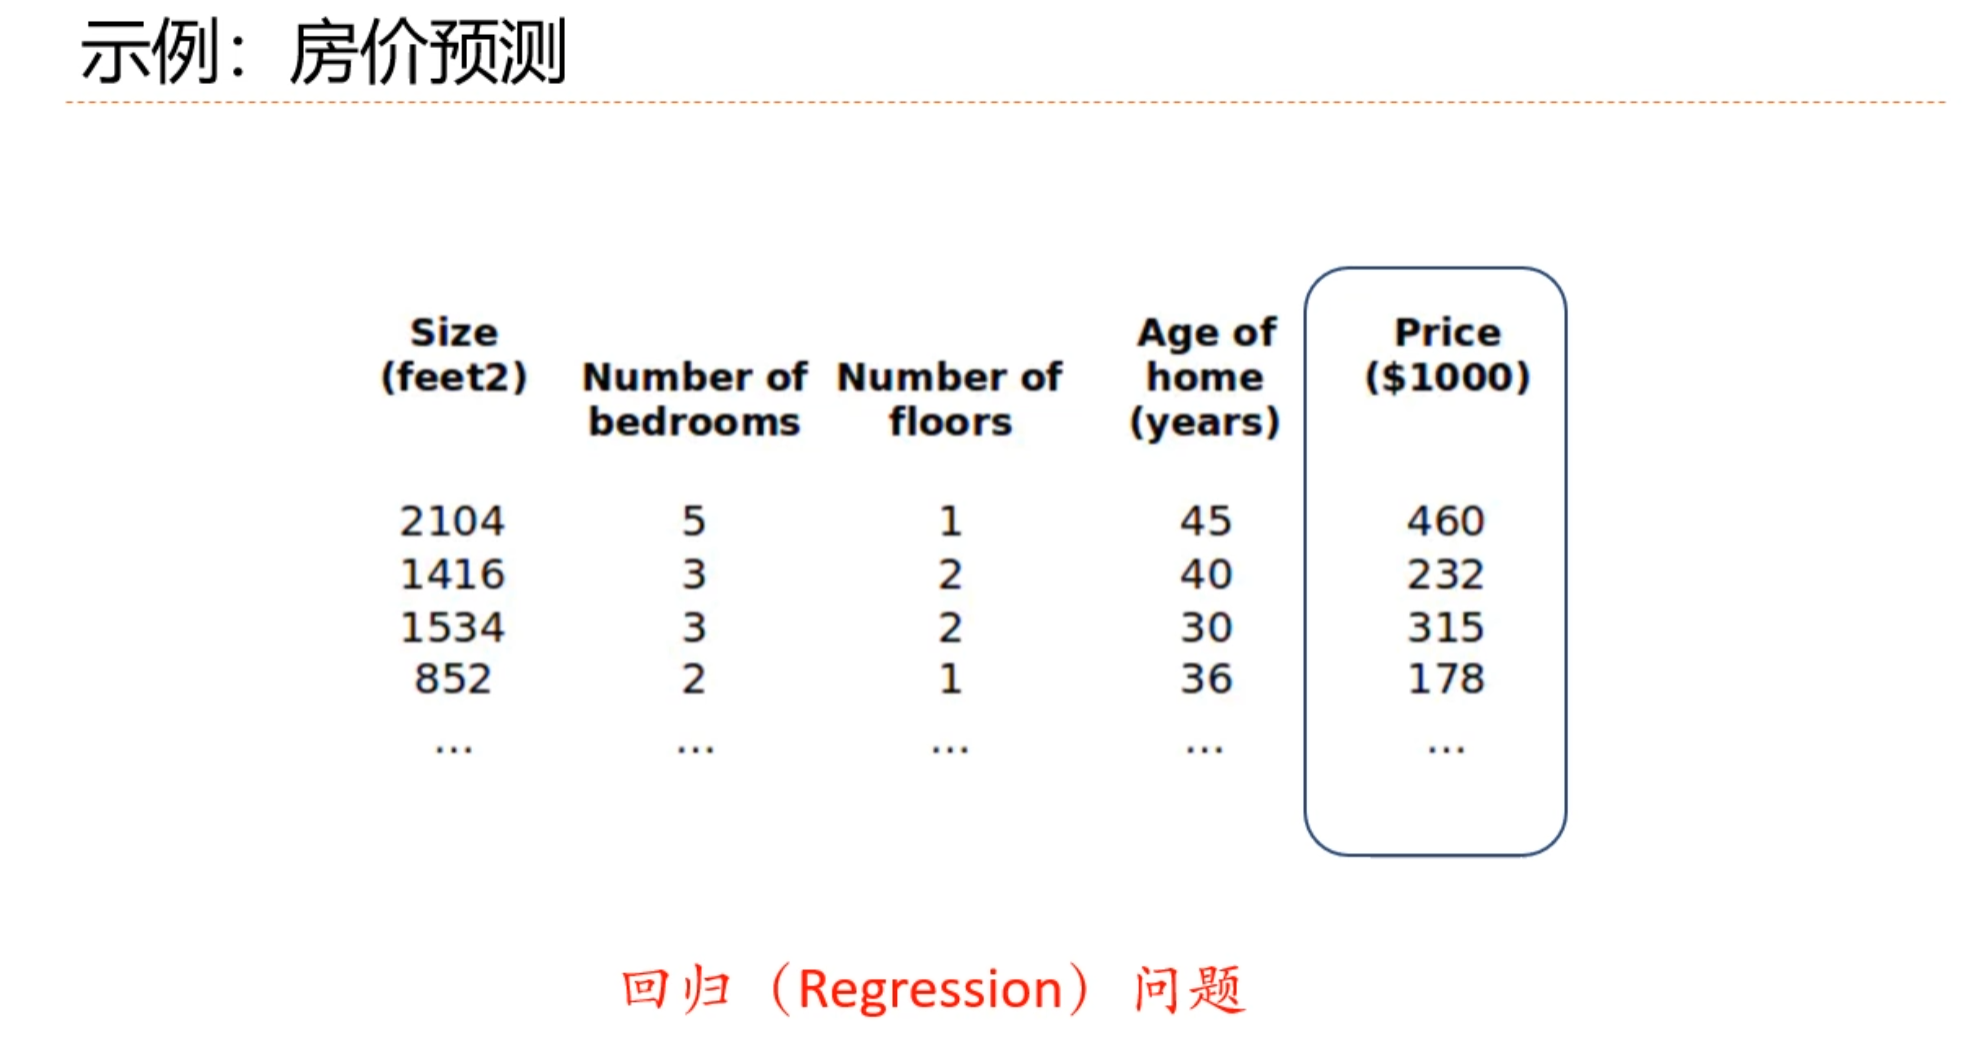 示例：房价预测
Size (feet2) Number of bedrooms Number of floors Age of home (years) Price ($1000)
2104 5 1 45 460
1416 3 2 40 232
1534 3 2 30 315
852 2 1 36 178
... ... ... ... ...
回归（Regression）问题